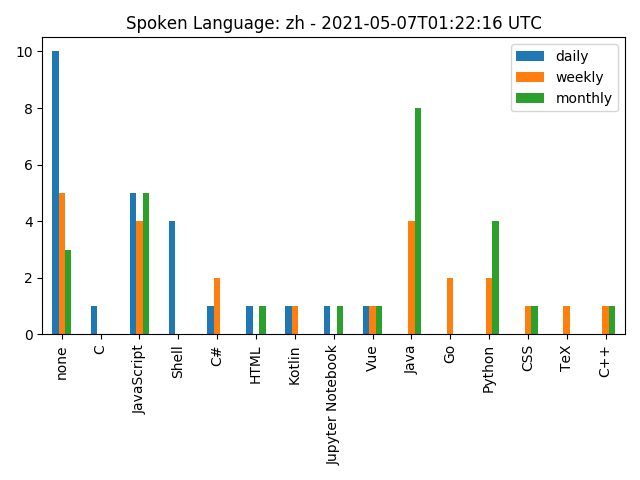 Spoken Language: zh - 2021-05-07T01:22:16 UTC
daily
weekly
monthly
10
8
6
4
2
0
none
C
JavaScript
Shell
C#
HTML
Kotlin
Jupyter Notebook
Vue
Java
Go
Python
CSS
TeX
C++